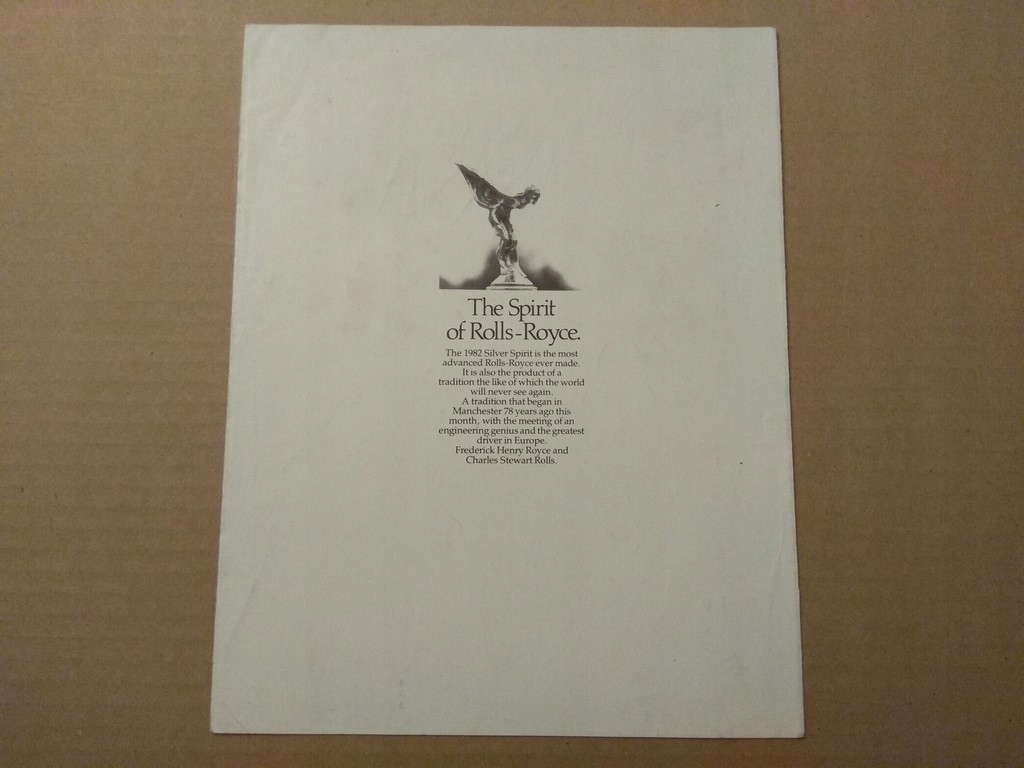 The Spirit
of Rolls-Royce.
The 1982 Silver Spirit is the most
advanced Rolls-Royce ever made.
It is also the product of a
tradition the like of which the world
will never see again.
A tradition that began in
Manchester 78 years ago this
month, with the meeting of an
engineering genius and the greatest
driver in Europe.
Frederick Henry Royce and
Charles Stewart Rolls.